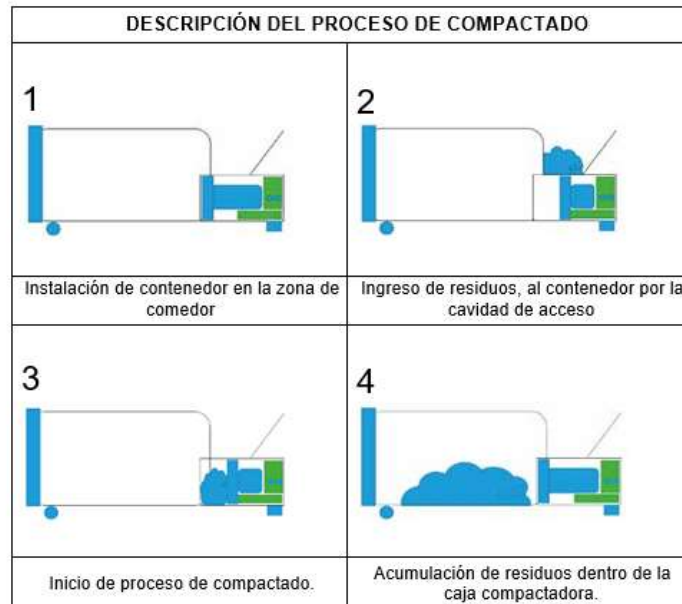 DESCRIPCIÓN DEL PROCESO DE COMPACTADO
1
2
Instalación de contenedor en la zona de
comedor
Ingreso de residuos, al contenedor por la
cavidad de acceso
3
4
Inicio de proceso de compactado.
Acumulación de residuos dentro de la
caja compactadora.